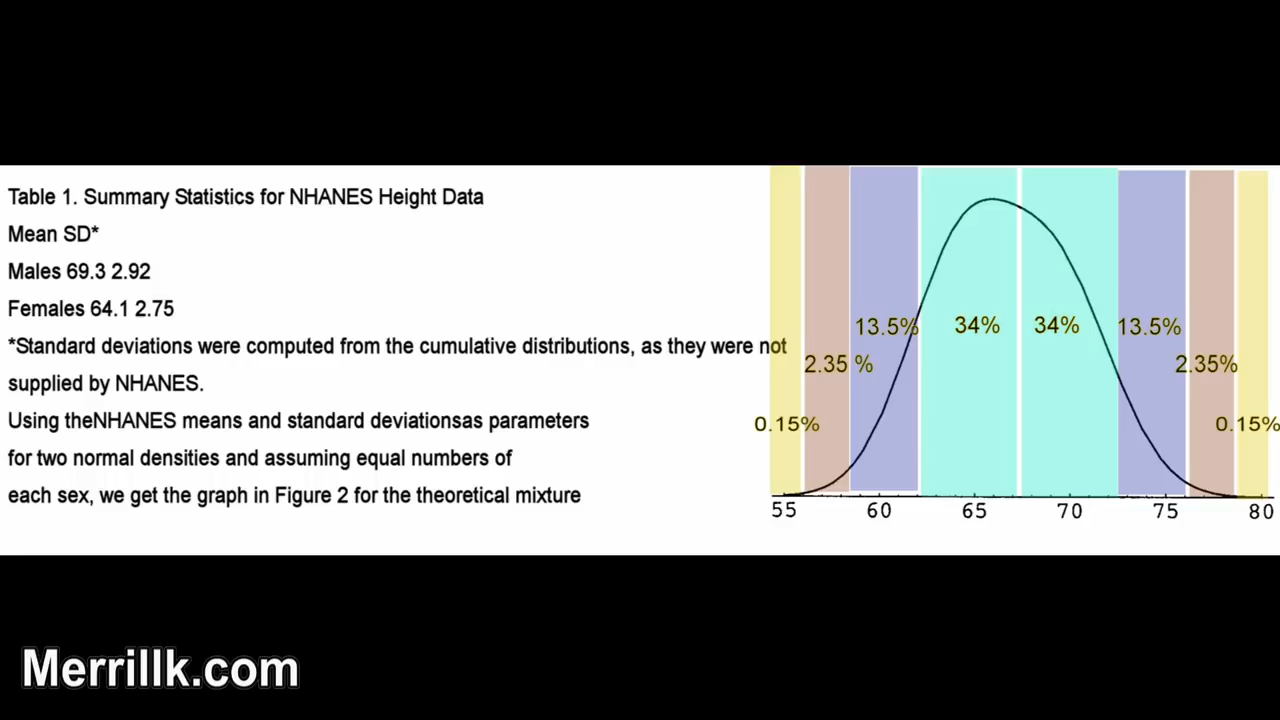 Table 1. Summary Statistics for NHANES Height Data
Mean SD*
Males 69.3 2.92
Females 64.1 2.75
*Standard deviations were computed from the cumulative distributions, as they were not
supplied by NHANES.
Using theNHANES means and standard deviationsas parameters
for two normal densities and assuming equal numbers of
each sex, we get the graph in Figure 2 for the theoretical mixture
13.5% 34% 34% 13.5%
2.35 % 2.35%
0.15% 0.15%
55 60 65 70 75 80
Merrillk.com